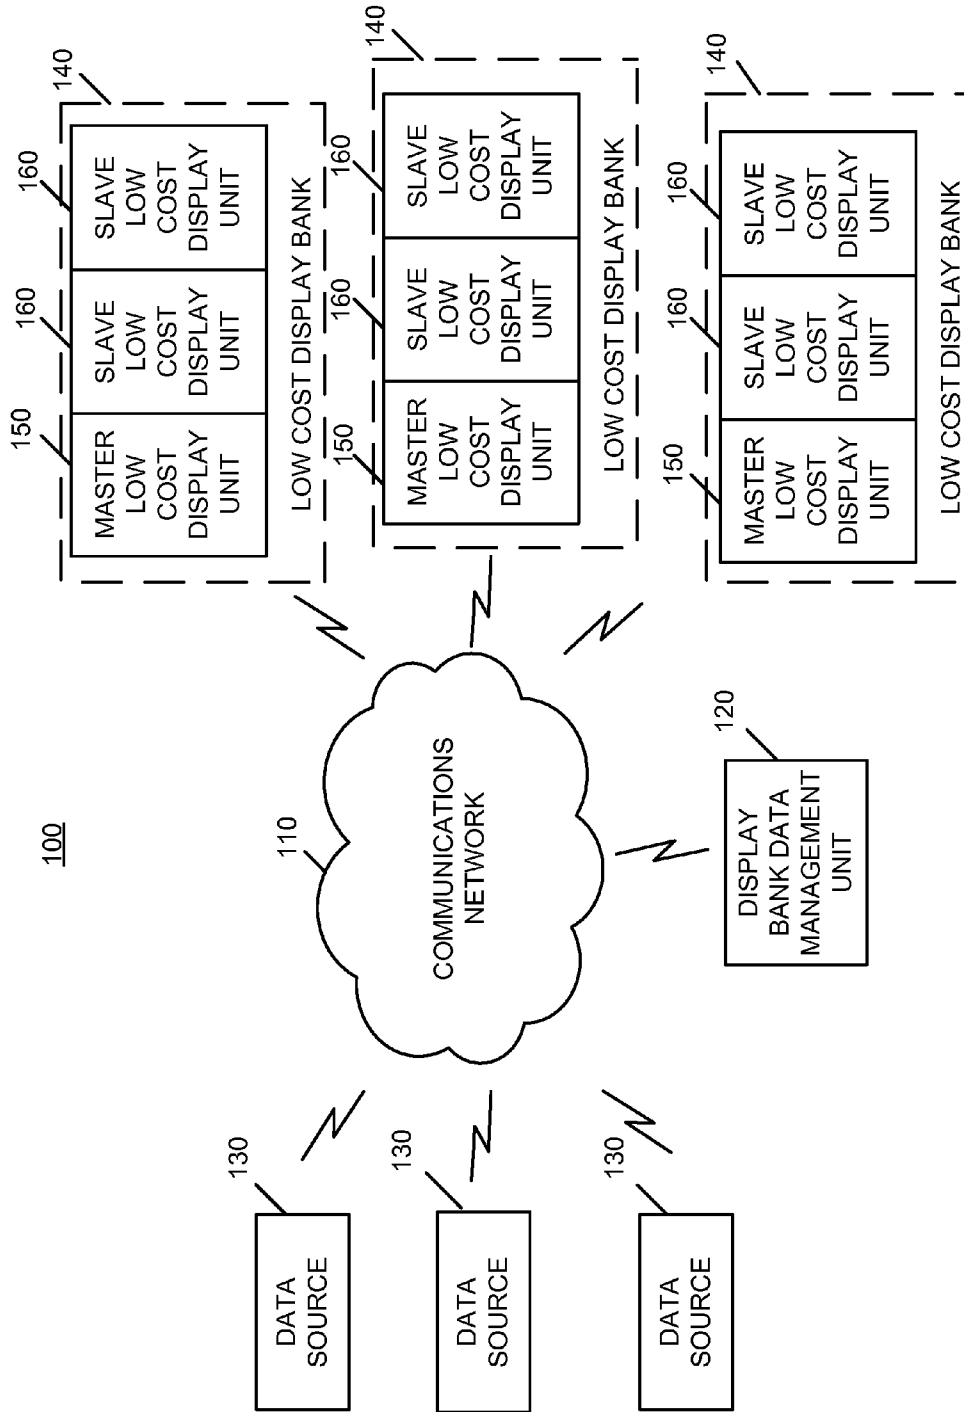 100
DATA
SOURCE
130
DATA
SOURCE
130
DATA
SOURCE
130
110
COMMUNICATIONS
NETWORK
120
DISPLAY
BANK DATA
MANAGEMENT
UNIT
140
150
160
160
MASTER
LOW
COST
DISPLAY
UNIT
SLAVE
LOW
COST
DISPLAY
UNIT
SLAVE
LOW
COST
DISPLAY
UNIT
LOW COST DISPLAY BANK
140
150
160
160
MASTER
LOW
COST
DISPLAY
UNIT
SLAVE
LOW
COST
DISPLAY
UNIT
SLAVE
LOW
COST
DISPLAY
UNIT
LOW COST DISPLAY BANK
140
150
160
160
MASTER
LOW
COST
DISPLAY
UNIT
SLAVE
LOW
COST
DISPLAY
UNIT
SLAVE
LOW
COST
DISPLAY
UNIT
LOW COST DISPLAY BANK